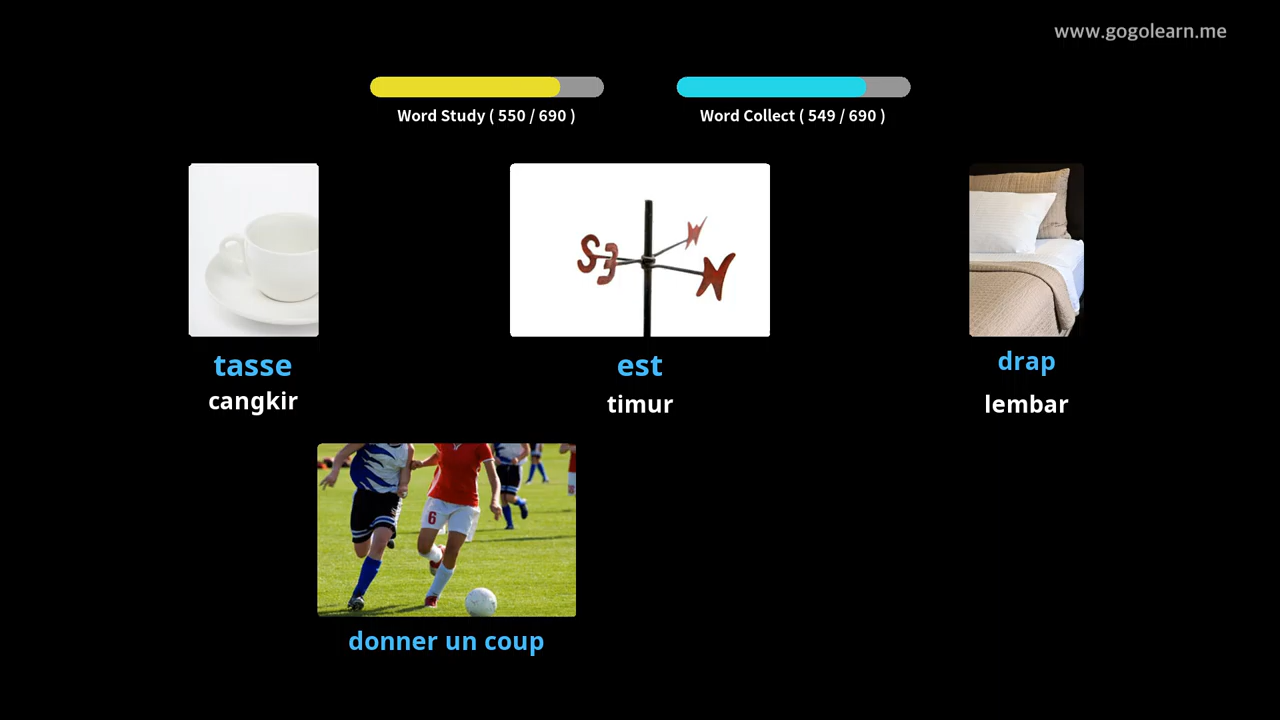 www.gogolearn.me
Word Study ( 550 / 690 )
Word Collect ( 549 / 690 )
S
E
N
W
tasse
est
drap
cangkir
timur
lembar
6
donner un coup